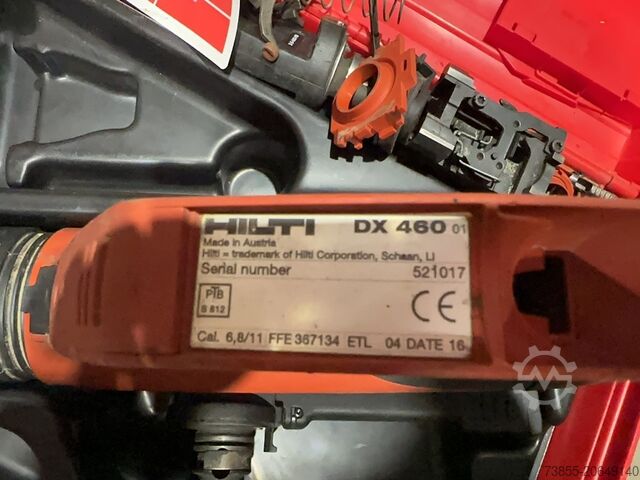 HILTI DX 460 01
Made in Austria
Hilti = trademark of Hilti Corporation, Schaan, LI
Serial number 521017
PTB
S 812
CE
Cal. 6,8/11 FFE 367134 ETL 04 DATE 16
73855-20649140